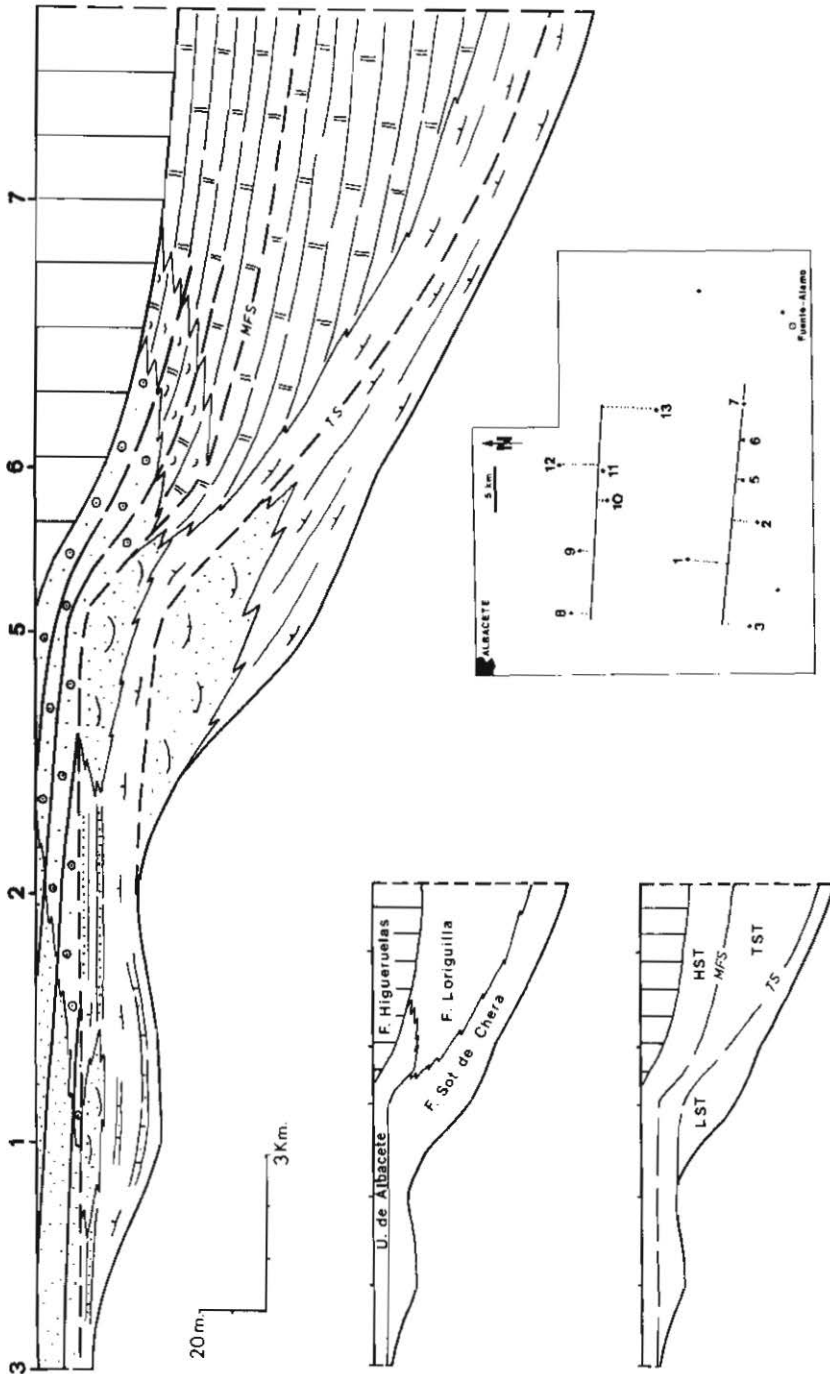 3
1
2
5
6
7
MFS
TS
20 m.
3 Km.
U. de Albacete
F. Higueruelas
F. Loriguilla
F. Sot de Chera
HST
MFS
TST
TS
LST
ALBACETE
5 km
N
8
9
10
11
12
13
3
1
2
5
6
7
Fuente-Alamo